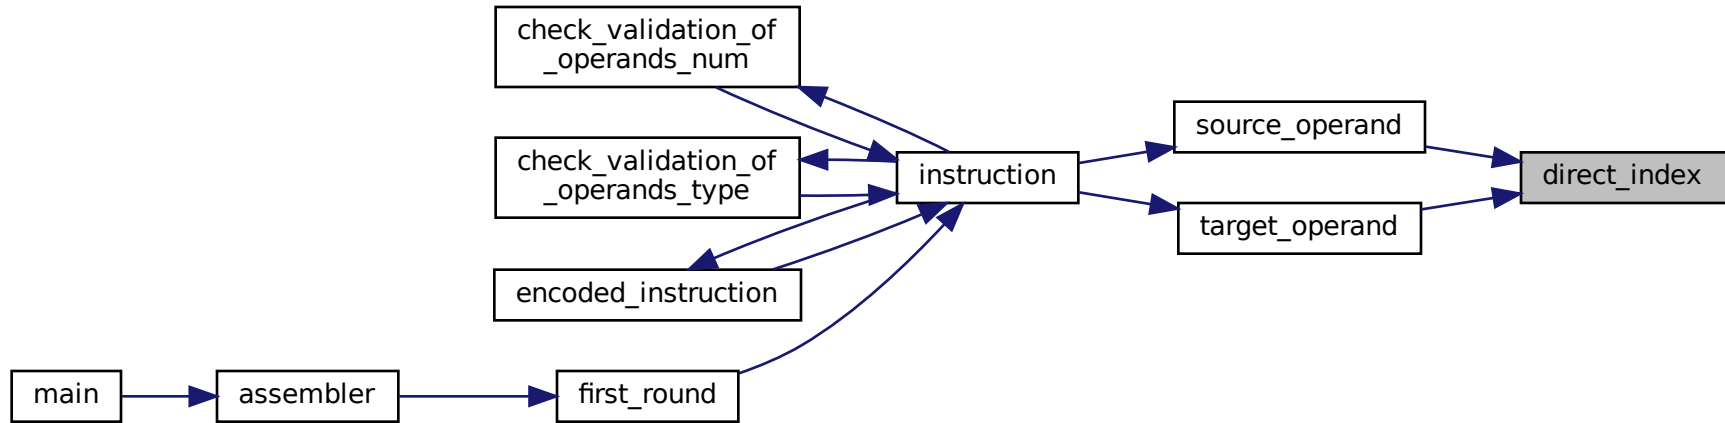 check_validation_of
_operands_num
check_validation_of
_operands_type
encoded_instruction
main
assembler
first_round
instruction
source_operand
target_operand
direct_index